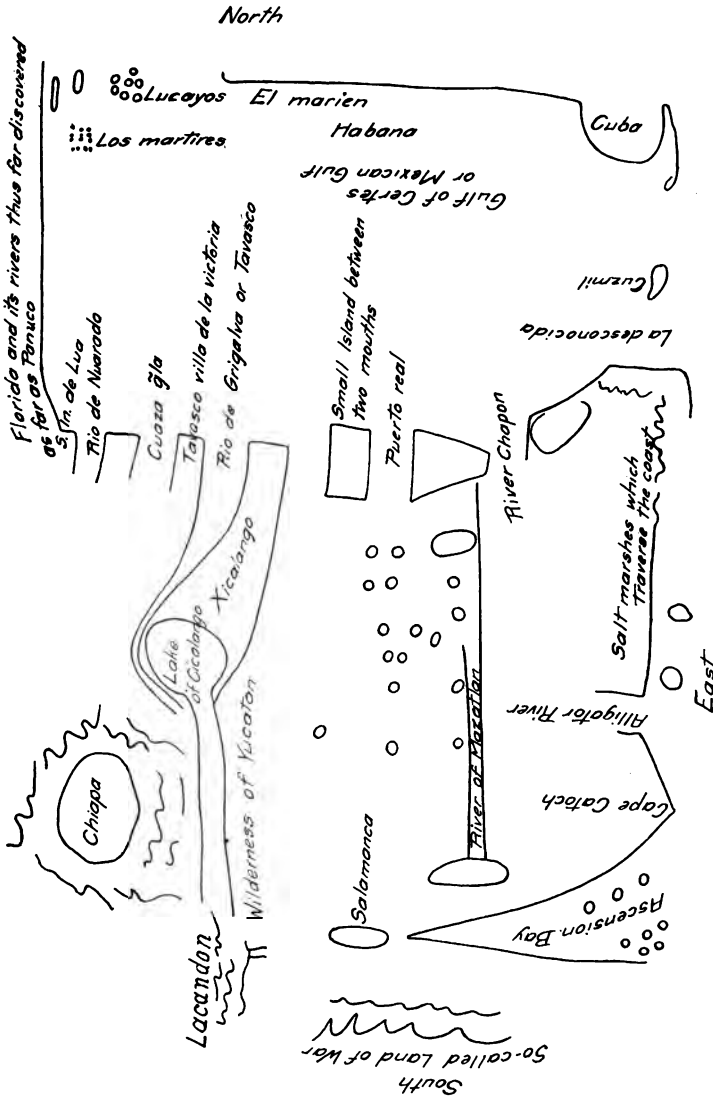 North
Florida and its rivers thus far discovered
as far as Panuco
S. In. de Lua
Rio de Nuarado
Lucayos
El marien
Los martires
Habana
Cuba
Gulf of Certes
or Mexican Gulf
Cuaza g̃la
Tavasco villa de la victoria
Rio de Grigalva or Tavasco
Small Island between
two mouths
Puerto real
River Chapon
Cuzmil
La desconocida
Salt marshes which
traverse the coast
East
Alligator River
Cape Catoch
Ascension Bay
River of Mazatlan
Salamanca
Xicalango
Lake
of Cicalango
Chiapa
Wilderness of Yucatan
Lacandon
South
So-called Land of War